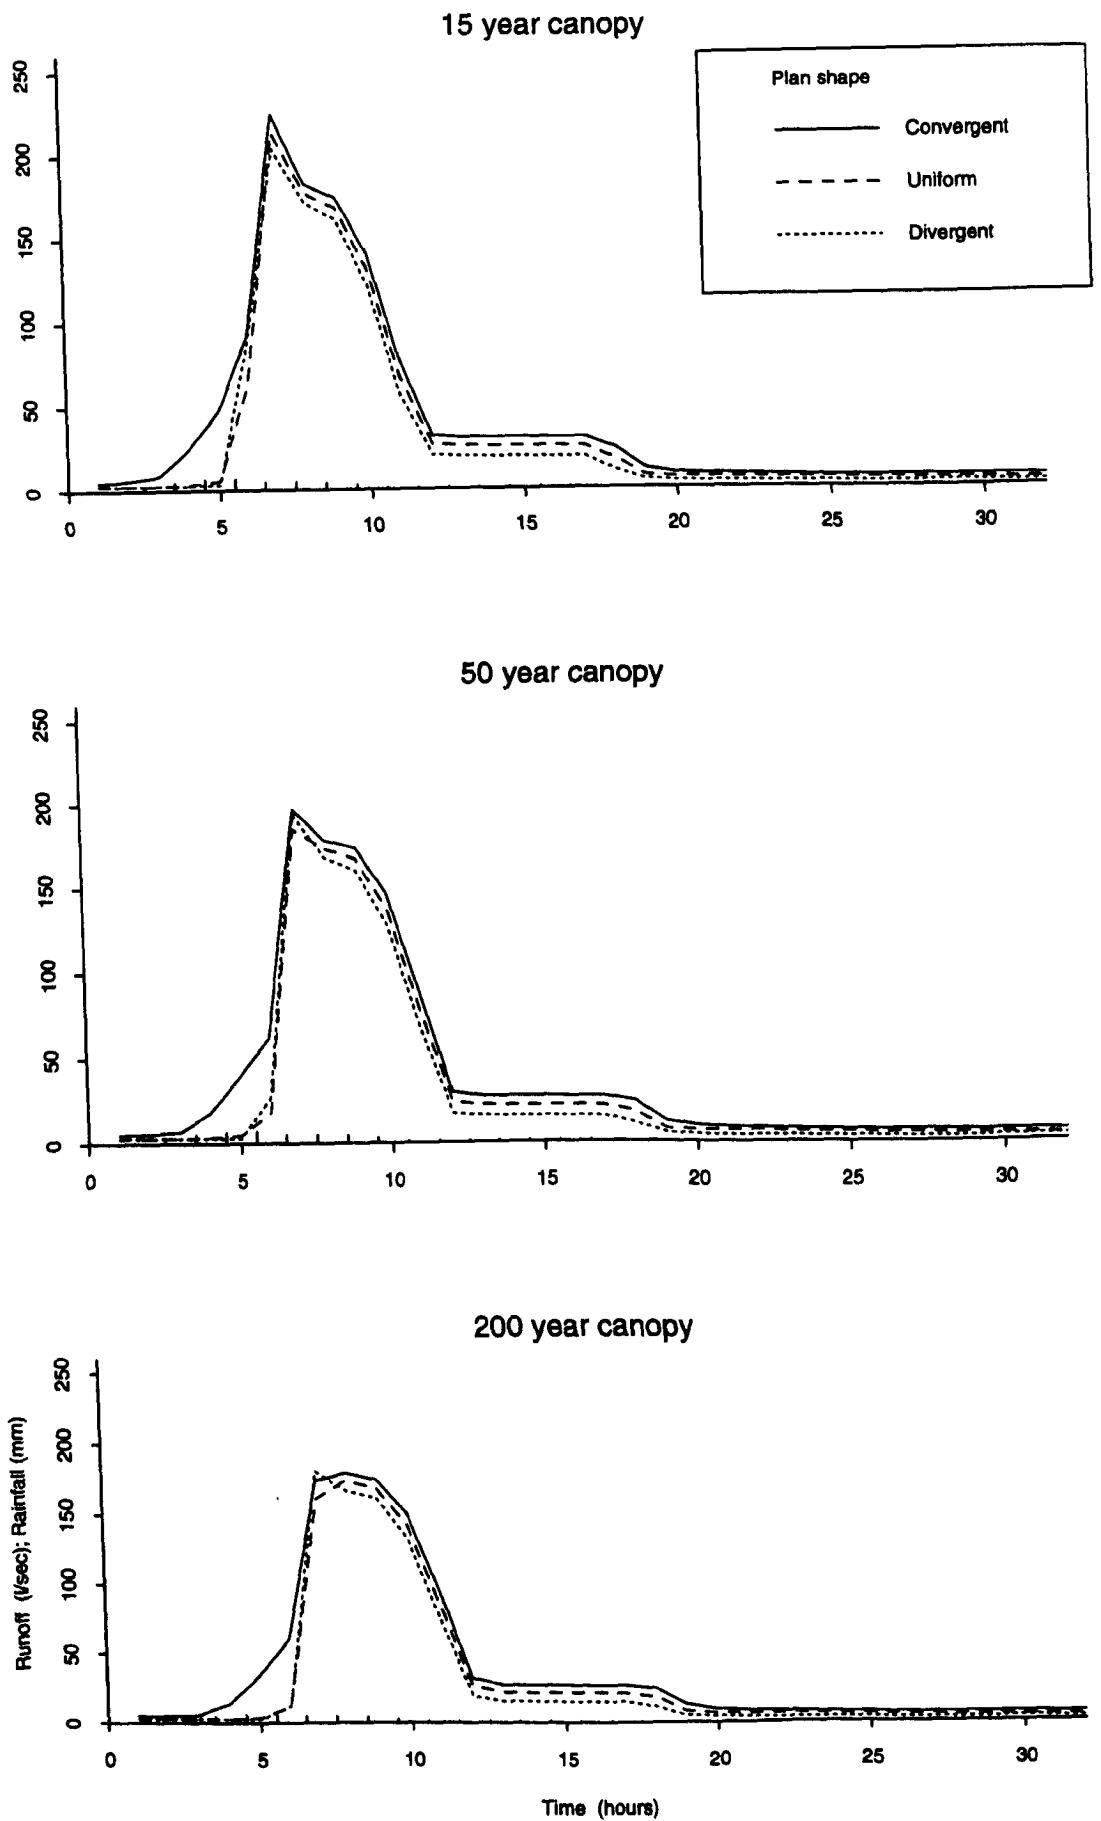 15 year canopy
Plan shape
Convergent
Uniform
Divergent
250
200
150
100
50
0
0 5 10 15 20 25 30
50 year canopy
250
200
150
100
50
0
0 5 10 15 20 25 30
200 year canopy
Runoff (l/sec); Rainfall (mm)
250
200
150
100
50
0
0 5 10 15 20 25 30
Time (hours)